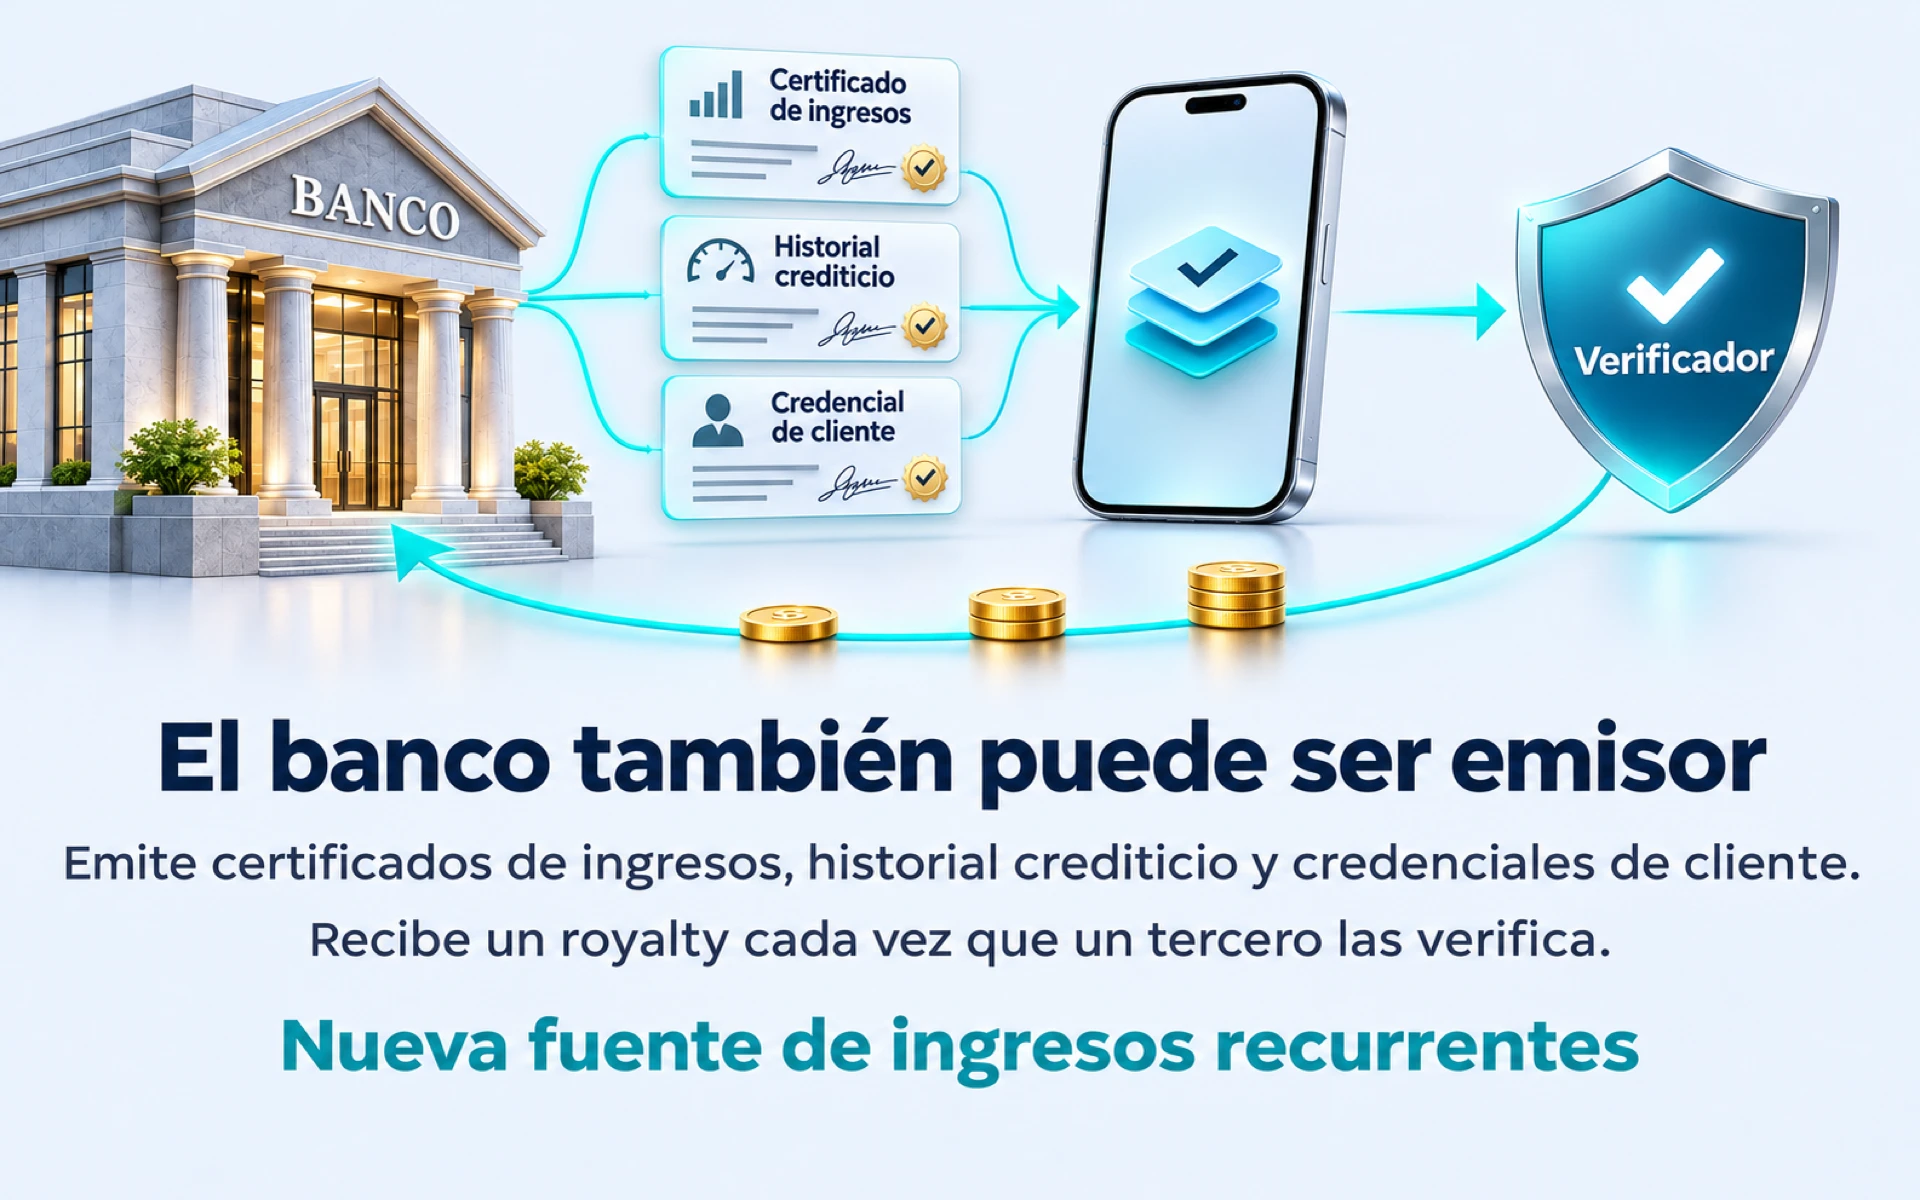 BANCO
Certificado
de ingresos
Historial
crediticio
Credencial
de cliente
Verificador
El banco también puede ser emisor
Emite certificados de ingresos, historial crediticio y credenciales de cliente.
Recibe un royalty cada vez que un tercero las verifica.
Nueva fuente de ingresos recurrentes